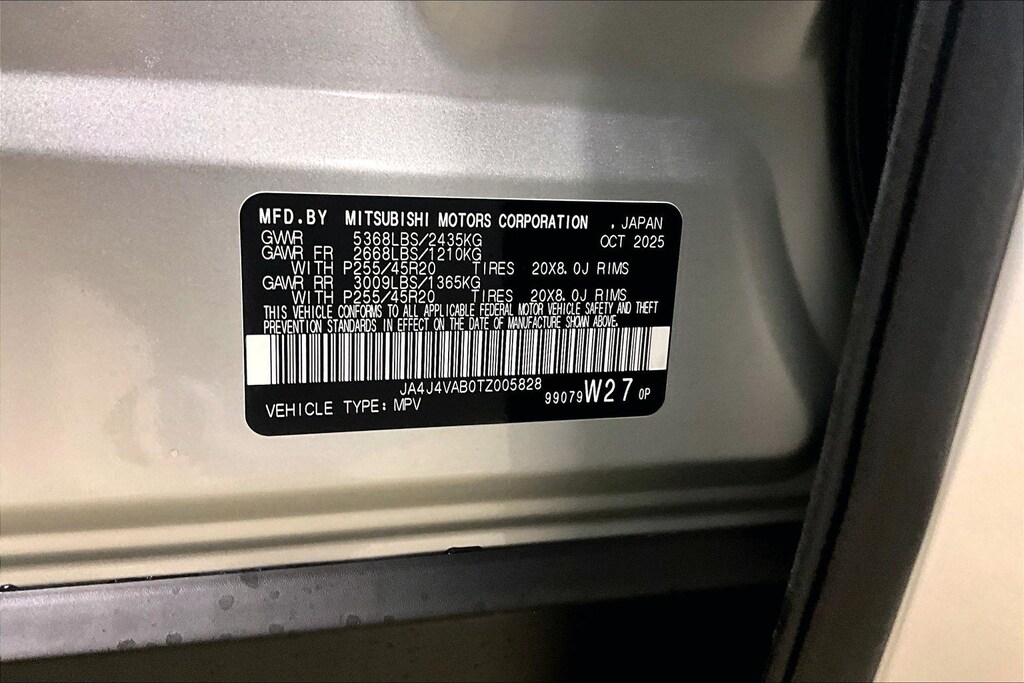 MFD.BY MITSUBISHI MOTORS CORPORATION , JAPAN
GVWR 5368LBS/2435KG OCT 2025
GAWR FR 2668LBS/1210KG
WITH P255/45R20 TIRES 20X8.0J RIMS
GAWR RR 3009LBS/1365KG
WITH P255/45R20 TIRES 20X8.0J RIMS
THIS VEHICLE CONFORMS TO ALL APPLICABLE FEDERAL MOTOR VEHICLE SAFETY AND THEFT
PREVENTION STANDARDS IN EFFECT ON THE DATE OF MANUFACTURE SHOWN ABOVE.
JA4J4VAB0TZ005828
VEHICLE TYPE: MPV 99079 W27 0P